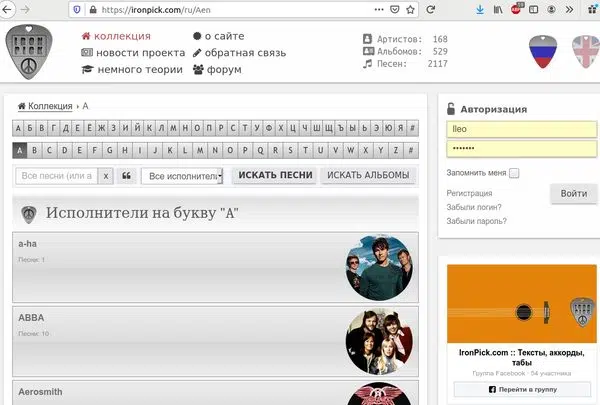 https://ironpick.com/ru/Aen
коллекция
о сайте
новости проекта
обратная связь
немного теории
форум
Артистов: 168
Альбомов: 529
Песен: 2117
IRON PICK
Коллекция › A
А Б В Г Д Е Ё Ж З И Й К Л М Н О П Р С Т У Ф Х Ц Ч Ш Щ Ъ Ы Ь Э Ю Я #
A B C D E F G H I J K L M N O P Q R S T U V W X Y Z #
Все песни (или а
x
Все исполнител
ИСКАТЬ ПЕСНИ
ИСКАТЬ АЛЬБОМЫ
Исполнители на букву "A"
a-ha
Песни: 1
ABBA
Песни: 10
Aerosmith
Авторизация
lleo
•••••••
Запомнить меня
Регистрация
Войти
Забыли логин?
Забыли пароль?
IronPick.com :: Тексты, аккорды,
табы
Группа Facebook · 54 участника
Перейти в группу